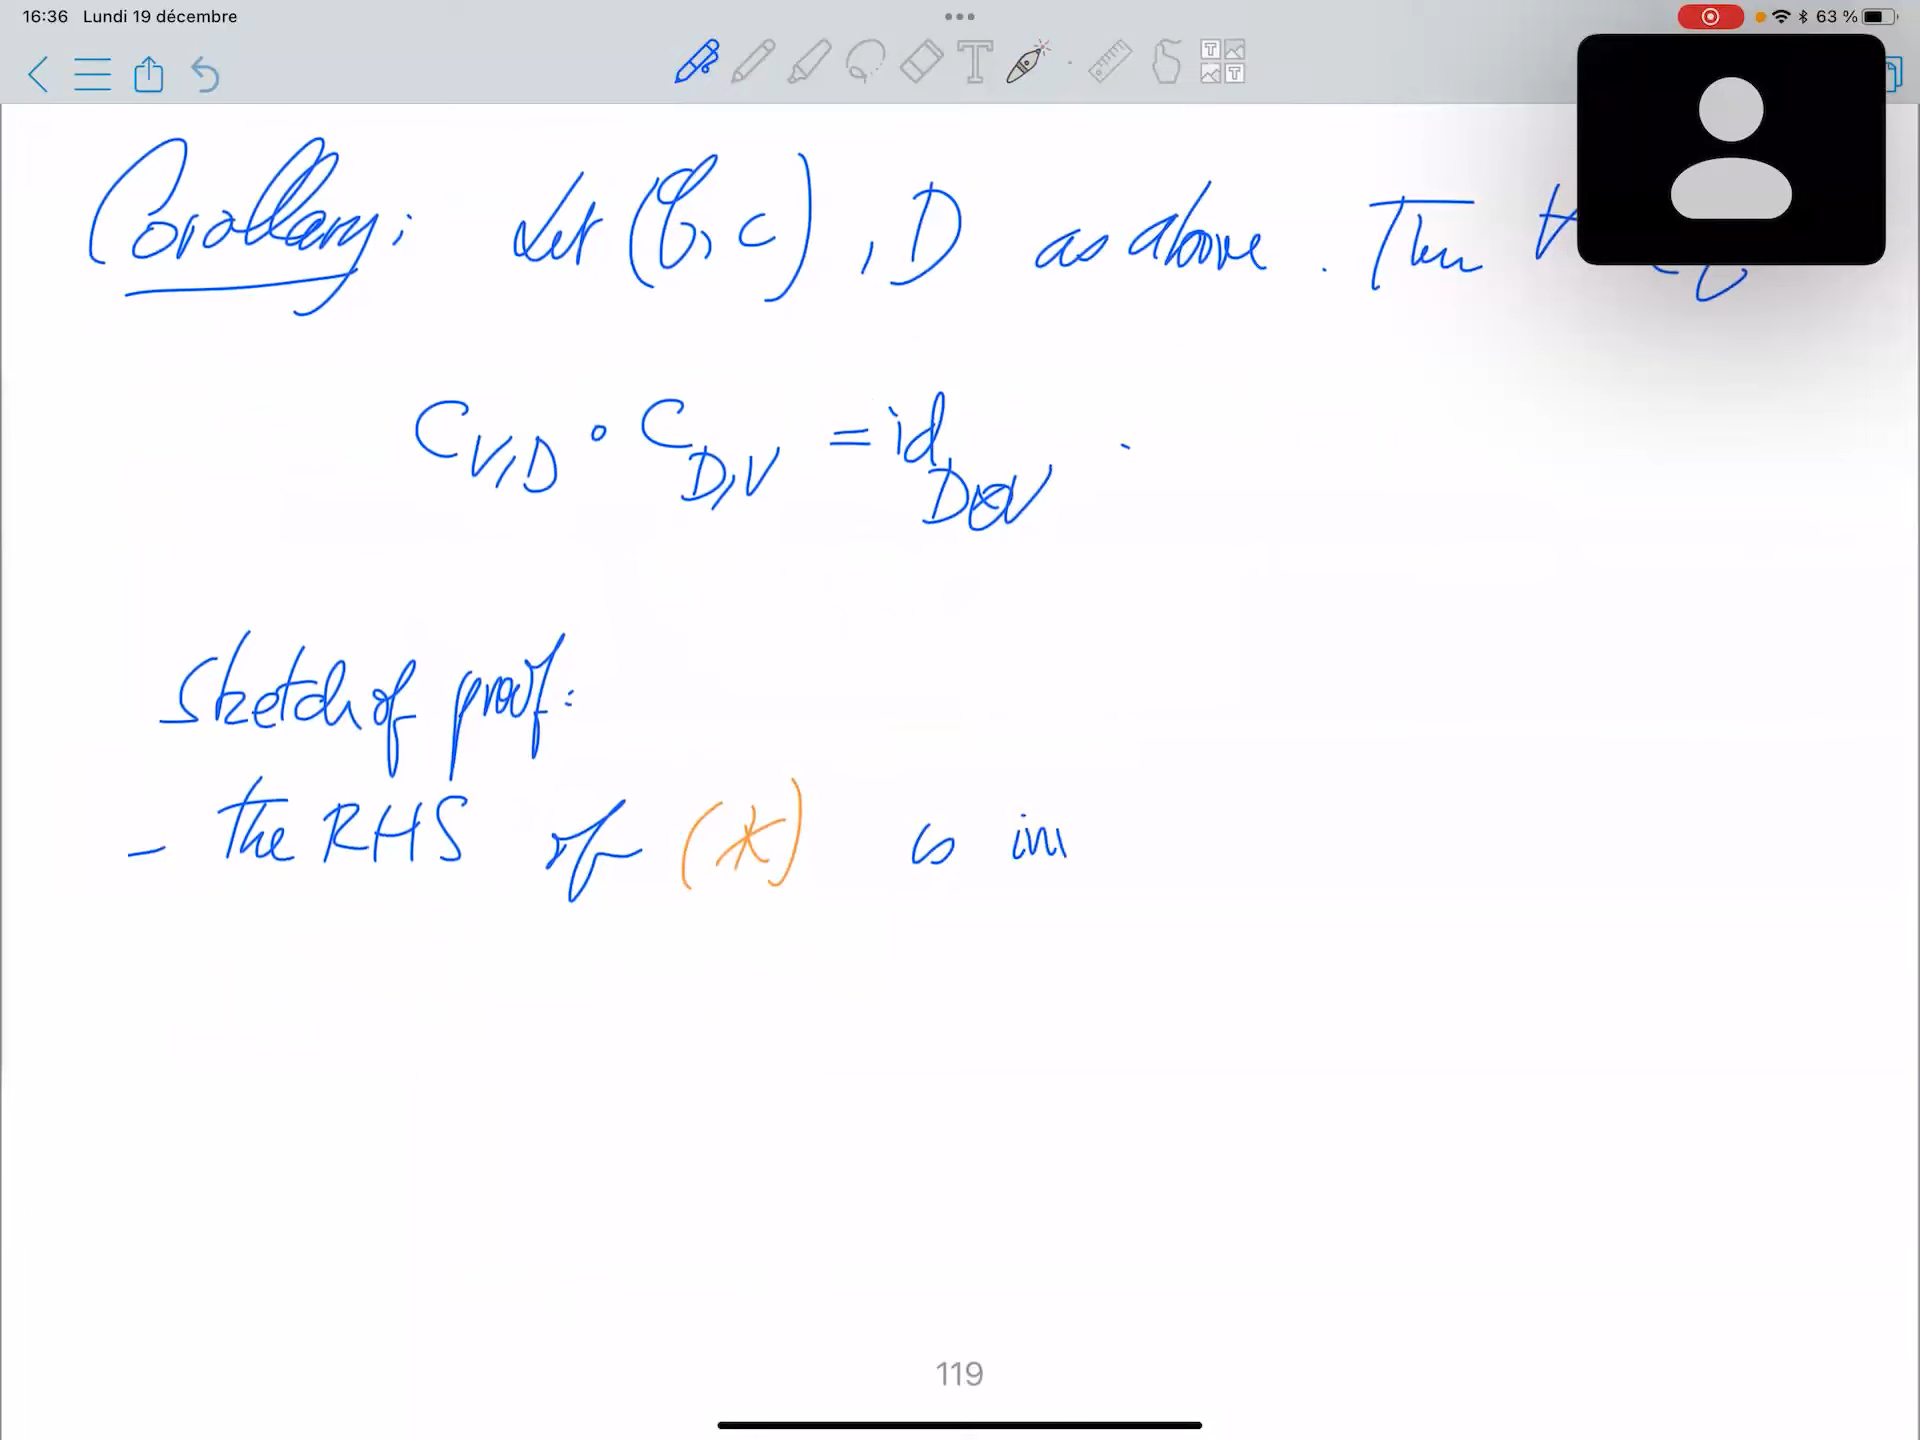 16:36 Lundi 19 décembre
63 %
Corollary: Let (𝒞, c), D as above. Then ∀
C_{V,D} ∘ C_{D,V} = id_{D⊗V}.
Sketch of proof:
- the RHS of (*) is inv
119